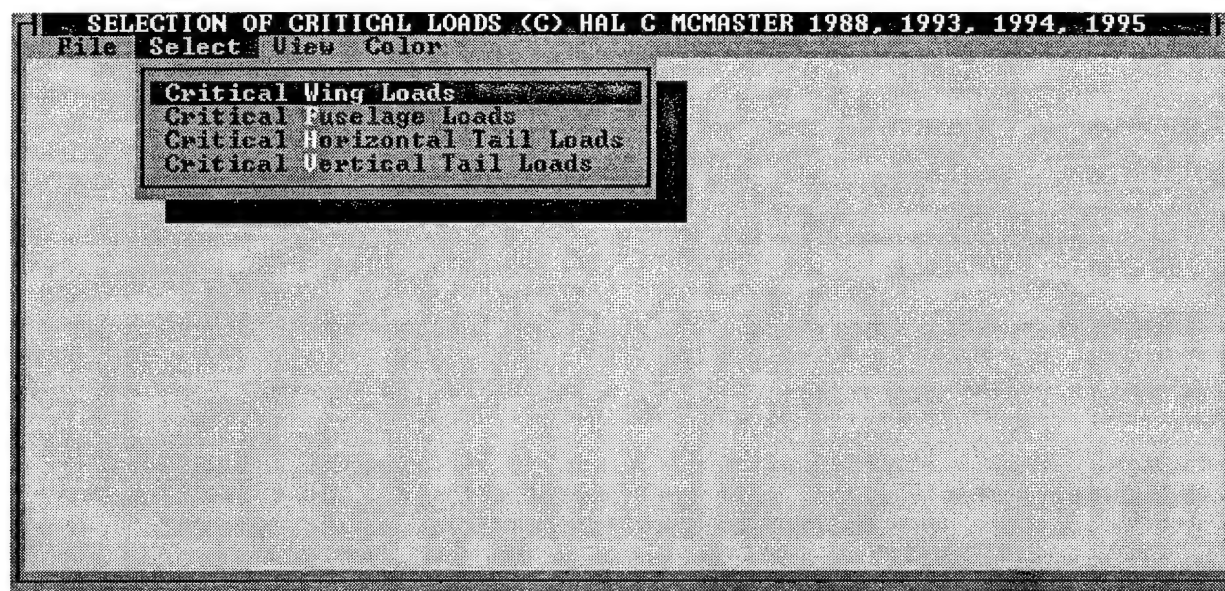 SELECTION OF CRITICAL LOADS (C) HAL C MCMASTER 1988, 1993, 1994, 1995
File Select View Color
Critical Wing Loads
Critical Fuselage Loads
Critical Horizontal Tail Loads
Critical Vertical Tail Loads